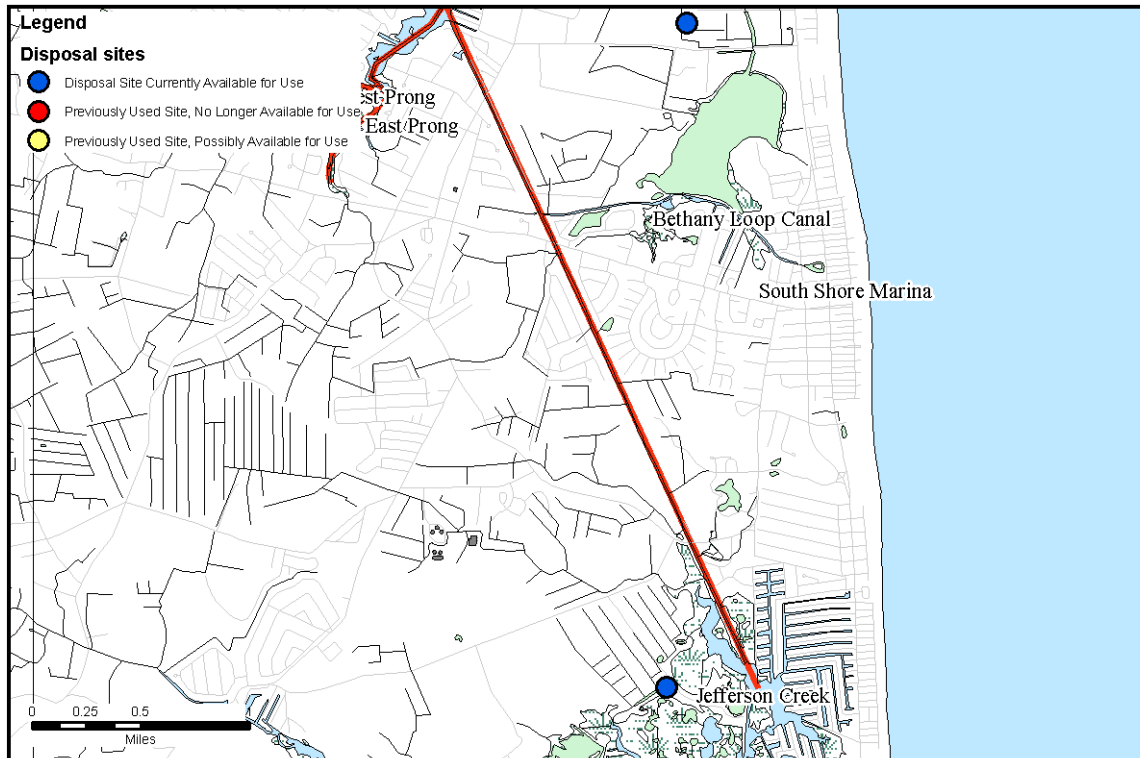 Legend
Disposal sites
Disposal Site Currently Available for Use
Previously Used Site, No Longer Available for Use
Previously Used Site, Possibly Available for Use
est Prong
East Prong
Bethany Loop Canal
South Shore Marina
Jefferson Creek
0 0.25 0.5
Miles